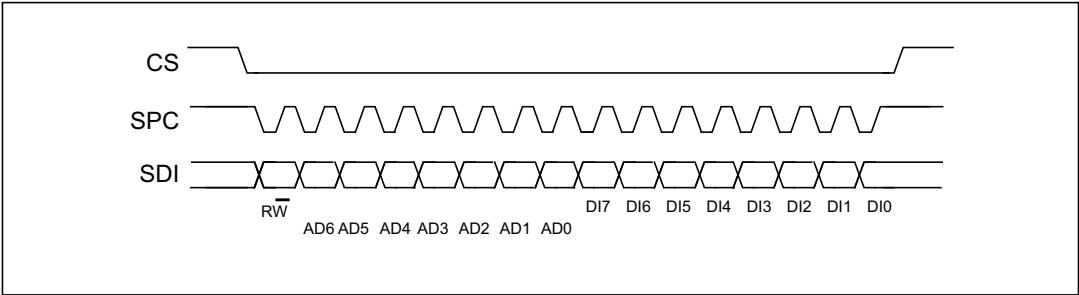 CS
SPC
SDI
RW̅
DI7 DI6 DI5 DI4 DI3 DI2 DI1 DI0
AD6 AD5 AD4 AD3 AD2 AD1 AD0